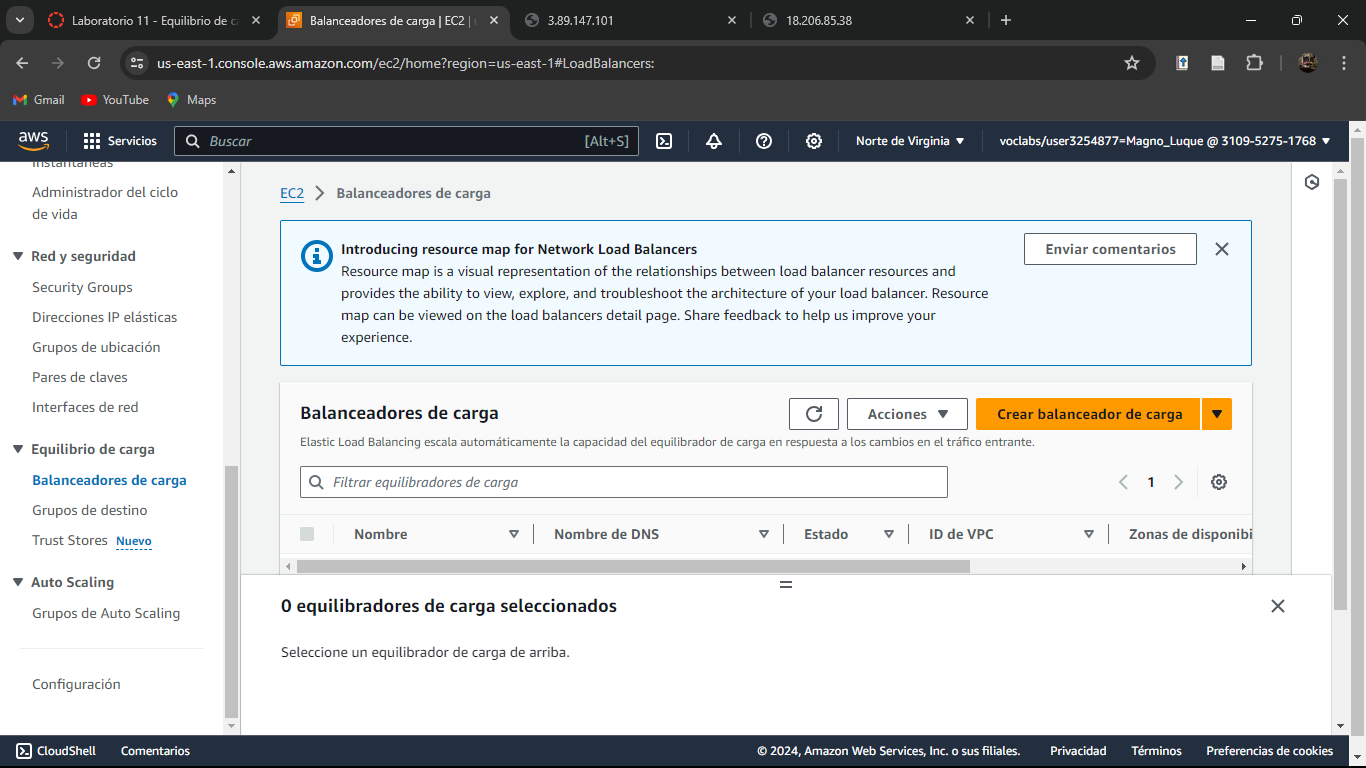 Laboratorio 11 - Equilibrio de c
Balanceadores de carga | EC2 |
3.89.147.101
18.206.85.38
us-east-1.console.aws.amazon.com/ec2/home?region=us-east-1#LoadBalancers:
Gmail
YouTube
Maps
aws
Servicios
Buscar
[Alt+S]
Norte de Virginia
voclabs/user3254877=Magno_Luque @ 3109-5275-1768
Instantáneas
Administrador del ciclo
de vida
Red y seguridad
Security Groups
Direcciones IP elásticas
Grupos de ubicación
Pares de claves
Interfaces de red
Equilibrio de carga
Balanceadores de carga
Grupos de destino
Trust Stores Nuevo
Auto Scaling
Grupos de Auto Scaling
Configuración
EC2
Balanceadores de carga
Introducing resource map for Network Load Balancers
Resource map is a visual representation of the relationships between load balancer resources and
provides the ability to view, explore, and troubleshoot the architecture of your load balancer. Resource
map can be viewed on the load balancers detail page. Share feedback to help us improve your
experience.
Enviar comentarios
Balanceadores de carga
Acciones
Crear balanceador de carga
Elastic Load Balancing escala automáticamente la capacidad del equilibrador de carga en respuesta a los cambios en el tráfico entrante.
Filtrar equilibradores de carga
1
Nombre
Nombre de DNS
Estado
ID de VPC
Zonas de disponibi
0 equilibradores de carga seleccionados
Seleccione un equilibrador de carga de arriba.
CloudShell
Comentarios
© 2024, Amazon Web Services, Inc. o sus filiales.
Privacidad
Términos
Preferencias de cookies